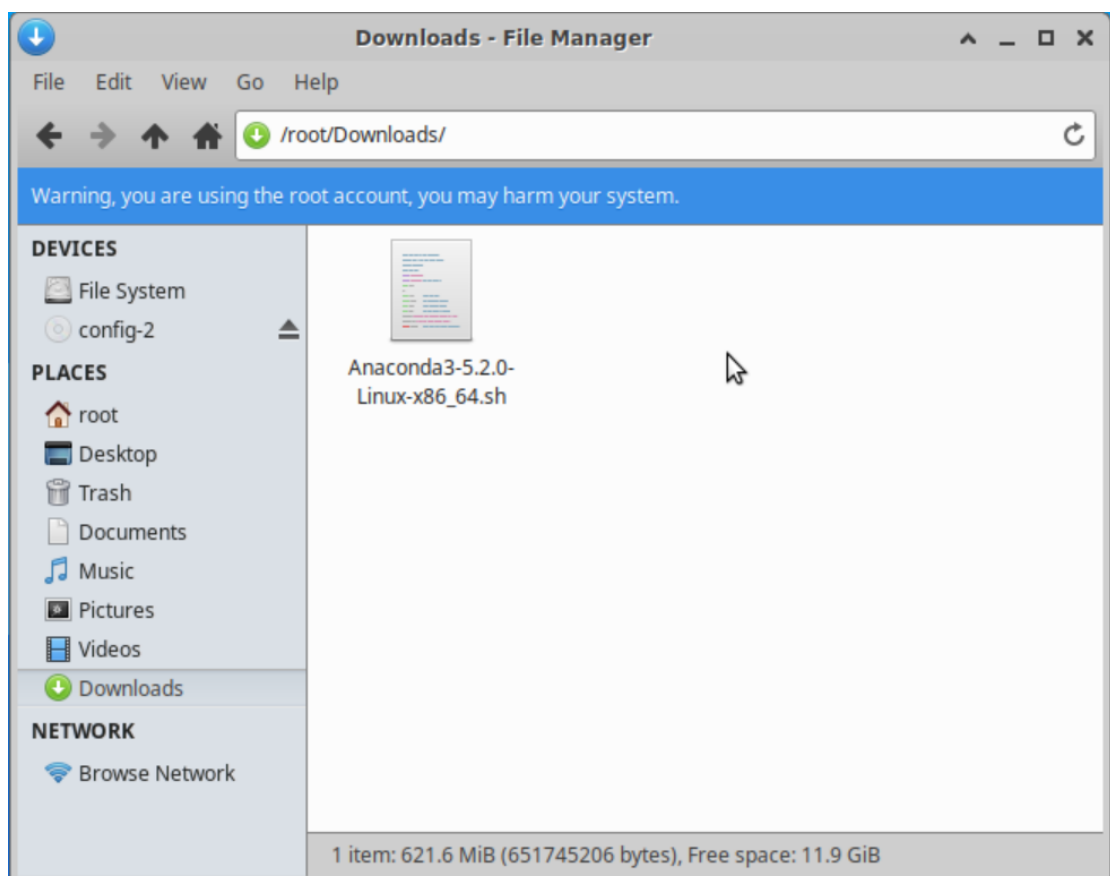 Downloads - File Manager
File Edit View Go Help
/root/Downloads/
Warning, you are using the root account, you may harm your system.
DEVICES
File System
config-2
PLACES
root
Desktop
Trash
Documents
Music
Pictures
Videos
Downloads
NETWORK
Browse Network
Anaconda3-5.2.0-
Linux-x86_64.sh
1 item: 621.6 MiB (651745206 bytes), Free space: 11.9 GiB